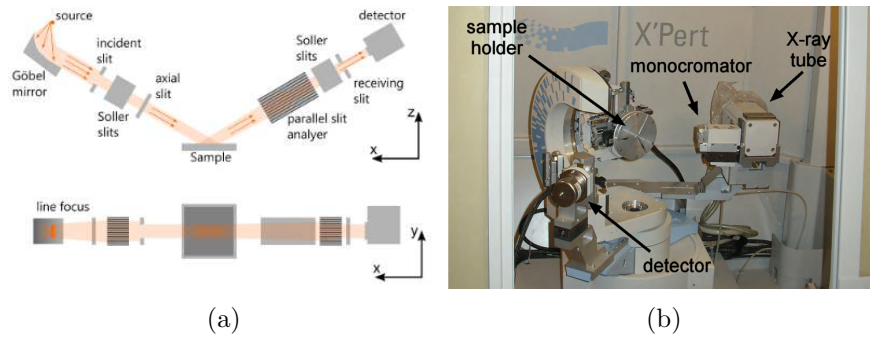 source
incident
slit
axial
slit
Göbel
mirror
Soller
slits
Sample
Soller
slits
detector
receiving
slit
parallel slit
analyer
z
x
line focus
y
x
(a)
sample
holder
X'Pert
monocromator
X-ray
tube
detector
(b)